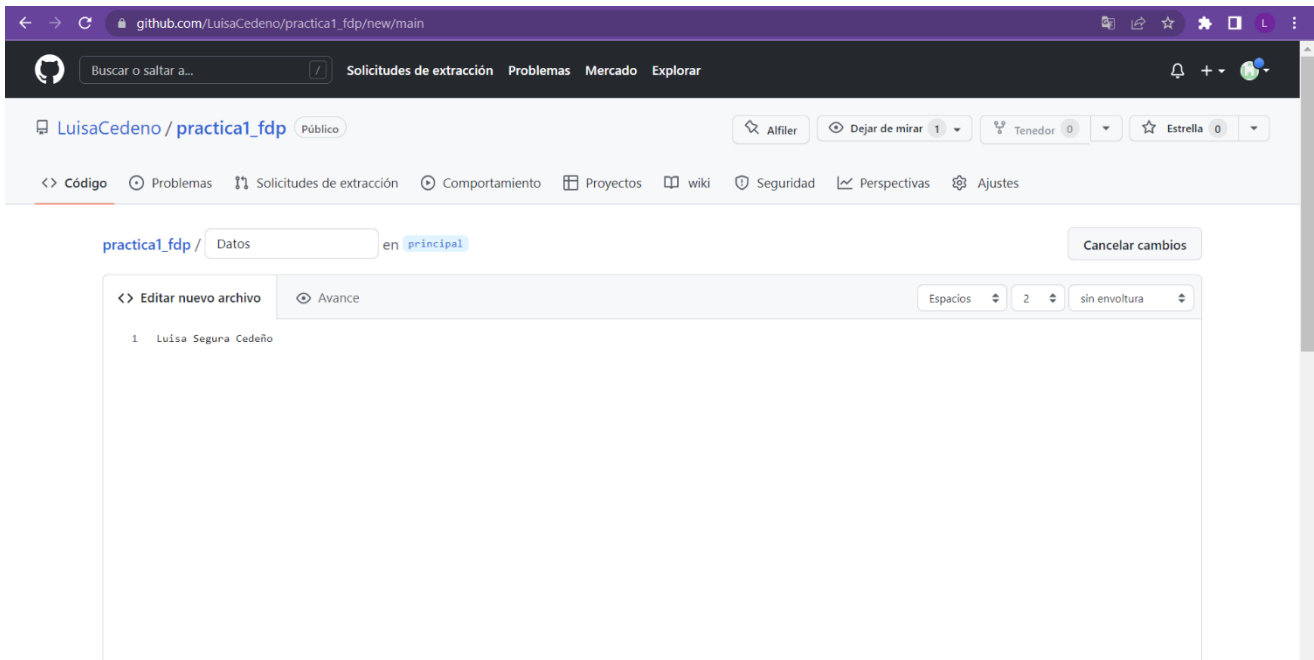 github.com/LuisaCedeno/practica1_fdp/new/main L
Buscar o saltar a... / Solicitudes de extracción Problemas Mercado Explorar
LuisaCedeno / practica1_fdp Público Alfiler Dejar de mirar 1 Tenedor 0 Estrella 0
Código Problemas Solicitudes de extracción Comportamiento Proyectos wiki Seguridad Perspectivas Ajustes
practica1_fdp / Datos en principal Cancelar cambios
<> Editar nuevo archivo Avance Espacios 2 sin envoltura
1 Luisa Segura Cedeño